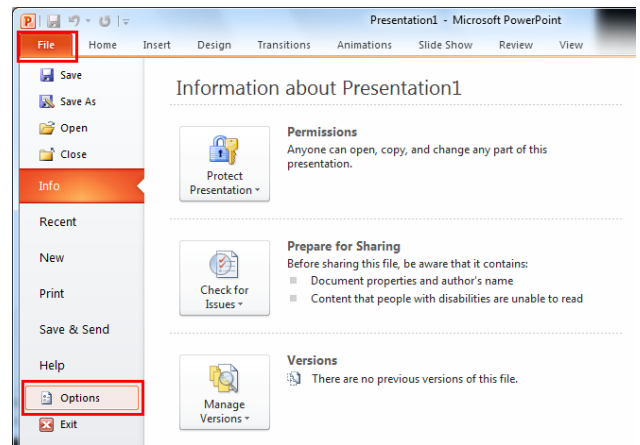 Presentation1 - Microsoft PowerPoint
File Home Insert Design Transitions Animations Slide Show Review View
Save
Save As
Open
Close
Info
Recent
New
Print
Save & Send
Help
Options
Exit
Information about Presentation1
Protect
Presentation
Permissions
Anyone can open, copy, and change any part of this
presentation.
Check for
Issues
Prepare for Sharing
Before sharing this file, be aware that it contains:
Document properties and author's name
Content that people with disabilities are unable to read
Manage
Versions
Versions
There are no previous versions of this file.